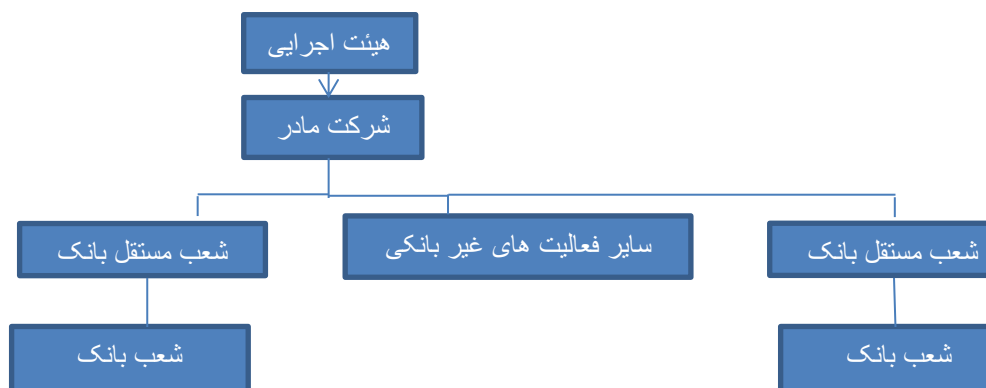 هیئت اجرایی
شرکت مادر
شعب مستقل بانک
سایر فعالیت های غیر بانکی
شعب مستقل بانک
شعب بانک
شعب بانک